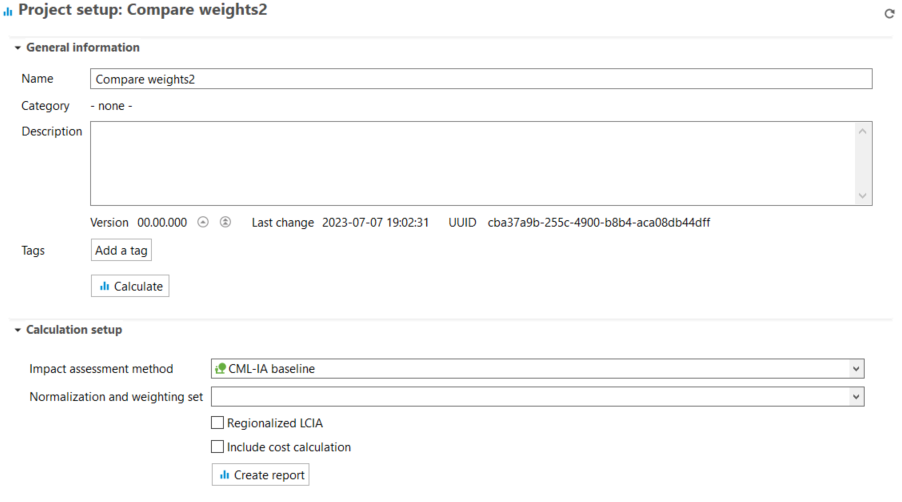 Project setup: Compare weights2
General information
Name Compare weights2
Category - none -
Description
Version 00.00.000 Last change 2023-07-07 19:02:31 UUID cba37a9b-255c-4900-b8b4-aca08db44dff
Tags Add a tag
Calculate
Calculation setup
Impact assessment method CML-IA baseline
Normalization and weighting set
Regionalized LCIA
Include cost calculation
Create report